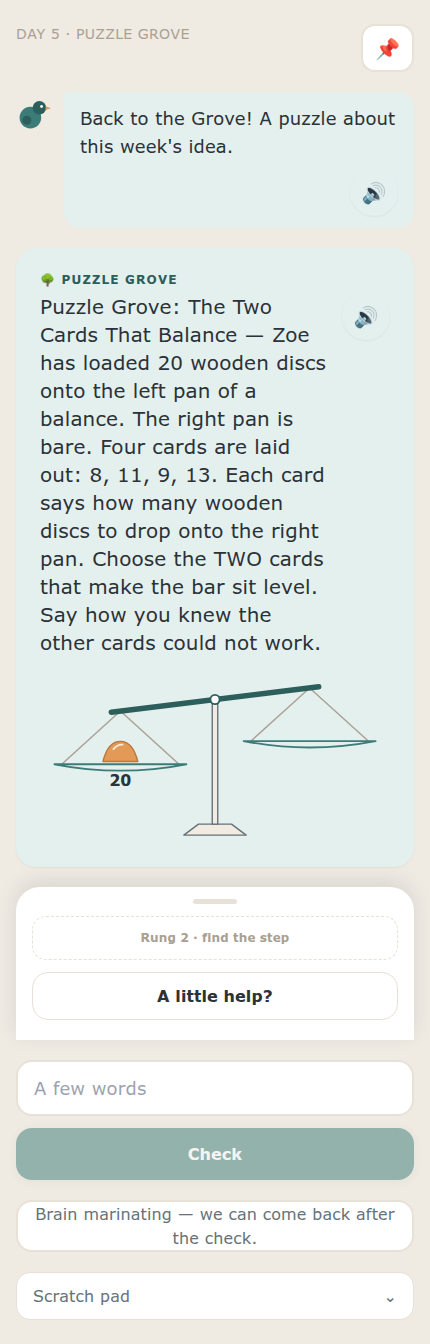 DAY 5 · PUZZLE GROVE
Back to the Grove! A puzzle about
this week's idea.
PUZZLE GROVE
Puzzle Grove: The Two
Cards That Balance — Zoe
has loaded 20 wooden discs
onto the left pan of a
balance. The right pan is
bare. Four cards are laid
out: 8, 11, 9, 13. Each card
says how many wooden
discs to drop onto the right
pan. Choose the TWO cards
that make the bar sit level.
Say how you knew the
other cards could not work.
20
Rung 2 · find the step
A little help?
A few words
Check
Brain marinating — we can come back after
the check.
Scratch pad